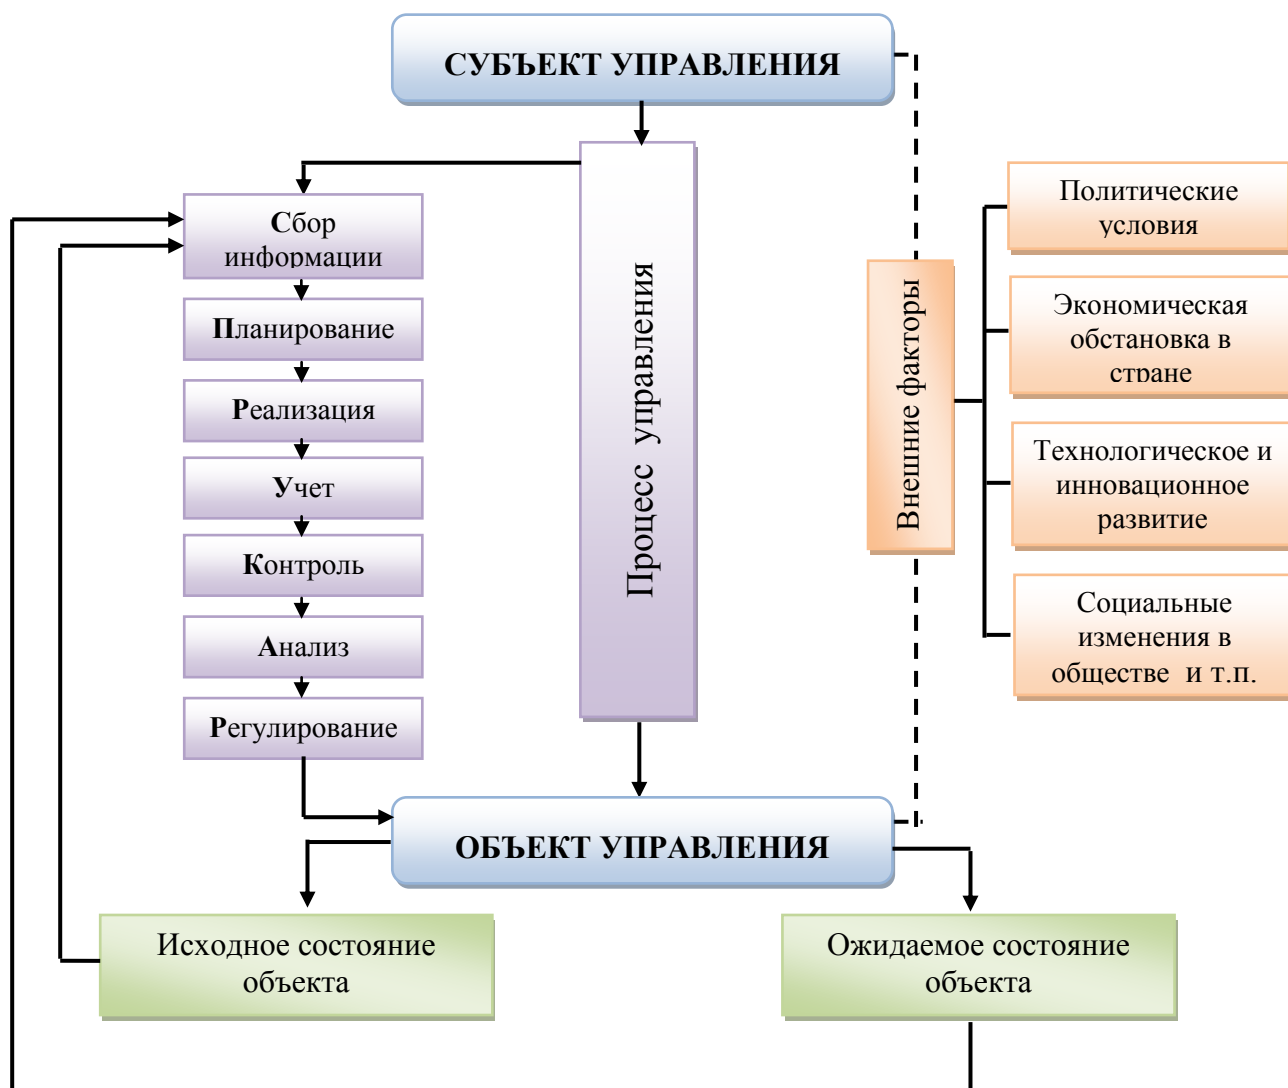 СУБЪЕКТ УПРАВЛЕНИЯ
Сбор
информации
Планирование
Реализация
Учет
Контроль
Анализ
Регулирование
Процесс управления
Внешние факторы
Политические
условия
Экономическая
обстановка в
стране
Технологическое и
инновационное
развитие
Социальные
изменения в
обществе и т.п.
ОБЪЕКТ УПРАВЛЕНИЯ
Исходное состояние
объекта
Ожидаемое состояние
объекта